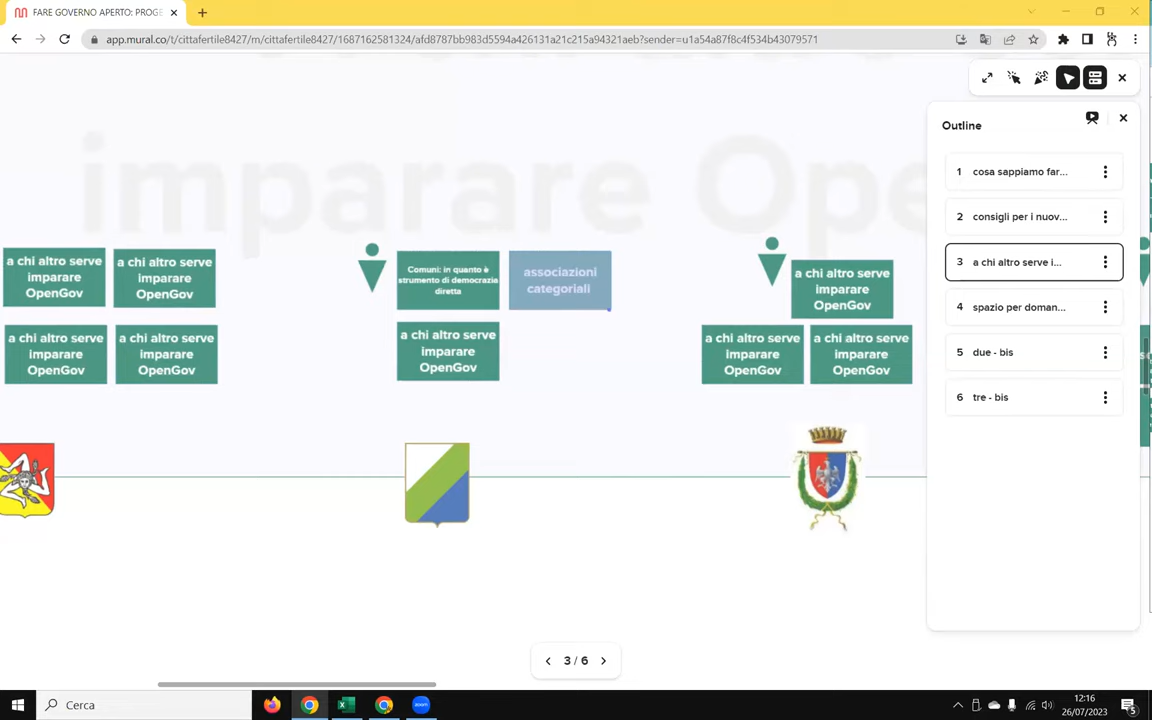 FARE GOVERNO APERTO: PROGE
app.mural.co/t/cittafertile8427/m/cittafertile8427/1687162581324/afd8787bb983d5594a426131a21c215a94321aeb?sender=u1a54a87f8c4f534b43079571
imparare Ope
Outline
1 cosa sappiamo far...
2 consigli per i nuov...
3 a chi altro serve i...
4 spazio per doman...
5 due - bis
6 tre - bis
a chi altro serve
imparare
OpenGov
a chi altro serve
imparare
OpenGov
Comuni: in quanto è
strumento di democrazia
diretta
associazioni
categoriali
a chi altro serve
imparare
OpenGov
a chi altro serve
imparare
OpenGov
a chi altro serve
imparare
OpenGov
a chi altro serve
imparare
OpenGov
a chi altro serve
imparare
OpenGov
a chi altro serve
imparare
OpenGov
3 / 6
Cerca
zoom
12:16
26/07/2023
5